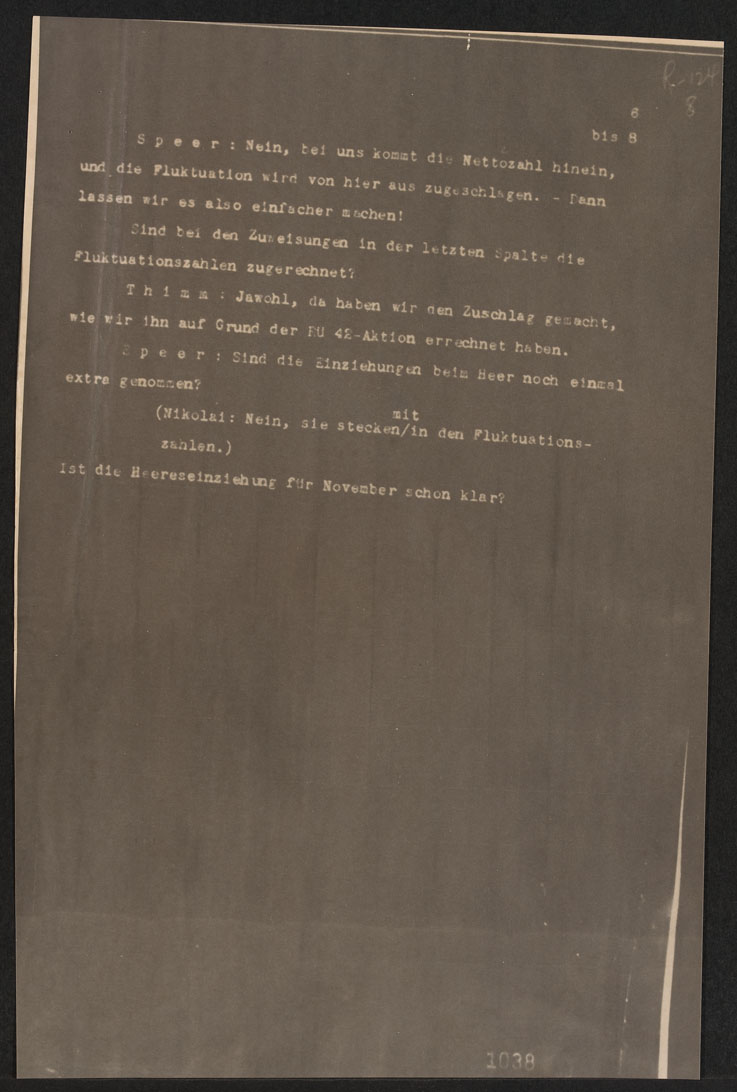 R-124
8
6
bis 8
S p e e r : Nein, bei uns kommt die Nettozahl hinein,
und die Fluktuation wird von hier aus zugeschlagen. - Dann
lassen wir es also einfacher machen!
Sind bei den Zuweisungen in der letzten Spalte die
Fluktuationszahlen zugerechnet?
T h i m m : Jawohl, da haben wir den Zuschlag gemacht,
wie wir ihn auf Grund der RÜ 42-Aktion errechnet haben.
S p e e r : Sind die Einziehungen beim Heer noch einmal
extra genommen?
mit
(Nikolai: Nein, sie stecken/in den Fluktuations-
zahlen.)
Ist die Heereseinziehung für November schon klar?
1038